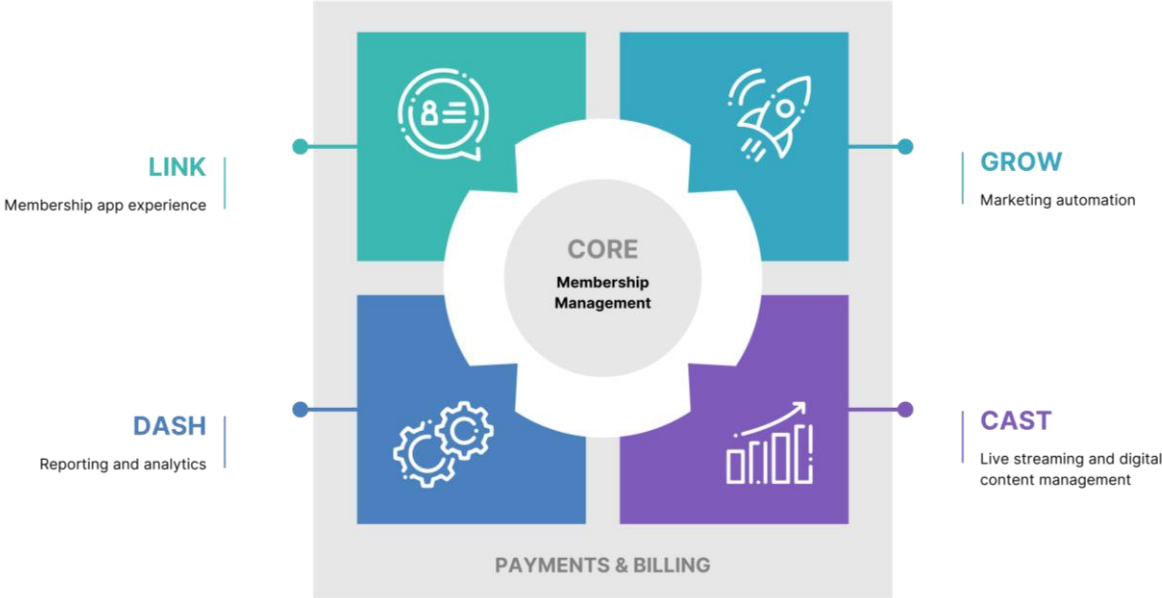 LINK
Membership app experience
GROW
Marketing automation
CORE
Membership
Management
DASH
Reporting and analytics
CAST
Live streaming and digital
content management
PAYMENTS & BILLING